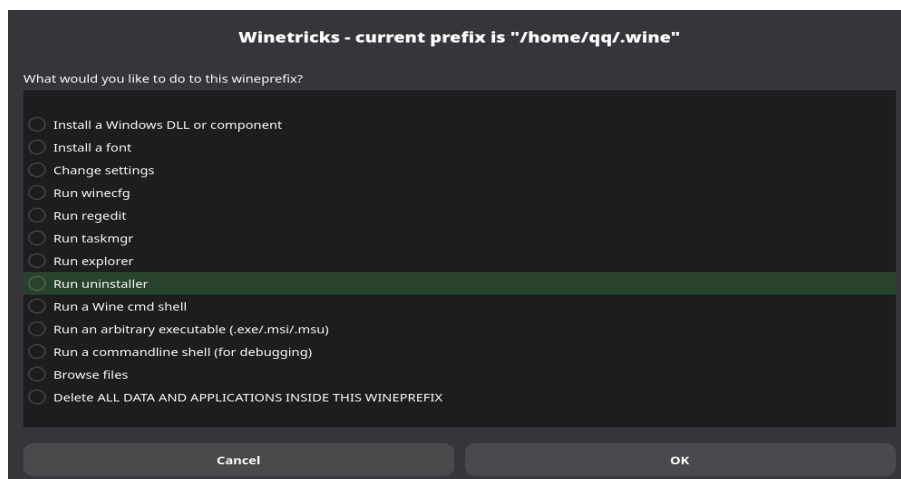 Winetricks - current prefix is "/home/qq/.wine"
What would you like to do to this wineprefix?
Install a Windows DLL or component
Install a font
Change settings
Run winecfg
Run regedit
Run taskmgr
Run explorer
Run uninstaller
Run a Wine cmd shell
Run an arbitrary executable (.exe/.msi/.msu)
Run a commandline shell (for debugging)
Browse files
Delete ALL DATA AND APPLICATIONS INSIDE THIS WINEPREFIX
Cancel OK